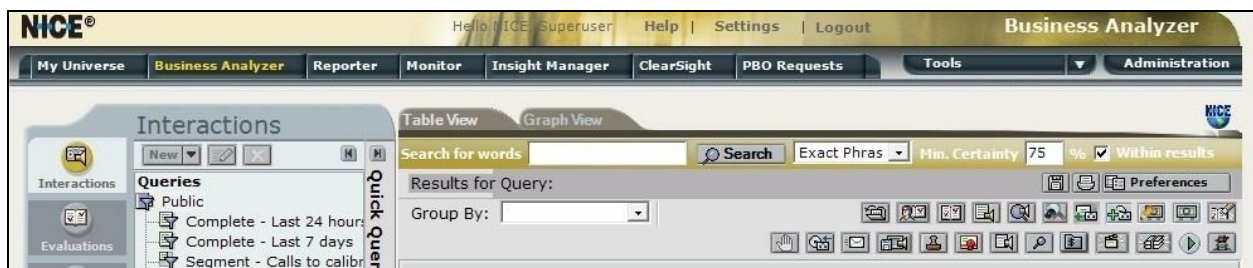 NICE®
Hello NICE Superuser Help | Settings | Logout
Business Analyzer
My Universe Business Analyzer Reporter Monitor Insight Manager ClearSight PBO Requests Tools Administration
Interactions
Table View Graph View
NICE
New
Search for words Search Exact Phras Min. Certainty 75 % Within results
Interactions
Queries
Quick Quer
Results for Query:
Preferences
Public
Group By:
Complete - Last 24 hour
Evaluations
Complete - Last 7 days
Segment - Calls to calibr